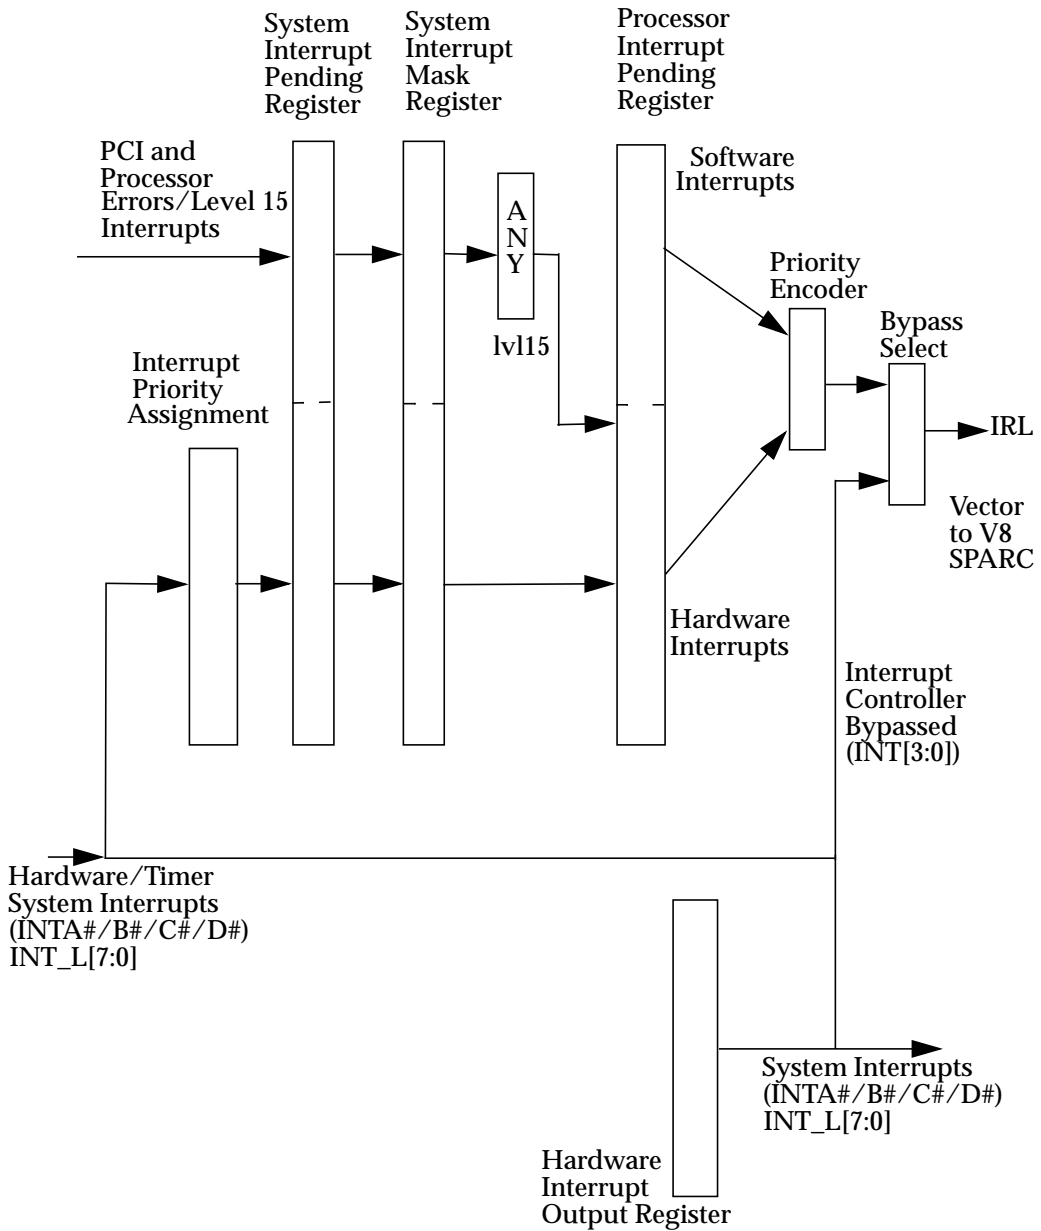 System
Interrupt
Pending
Register
System
Interrupt
Mask
Register
Processor
Interrupt
Pending
Register
PCI and
Processor
Errors/Level 15
Interrupts
A
N
Y
lvl15
Software
Interrupts
Priority
Encoder
Bypass
Select
Interrupt
Priority
Assignment
IRL
Vector
to V8
SPARC
Hardware
Interrupts
Interrupt
Controller
Bypassed
(INT[3:0])
Hardware/Timer
System Interrupts
(INTA#/B#/C#/D#)
INT_L[7:0]
System Interrupts
(INTA#/B#/C#/D#)
INT_L[7:0]
Hardware
Interrupt
Output Register